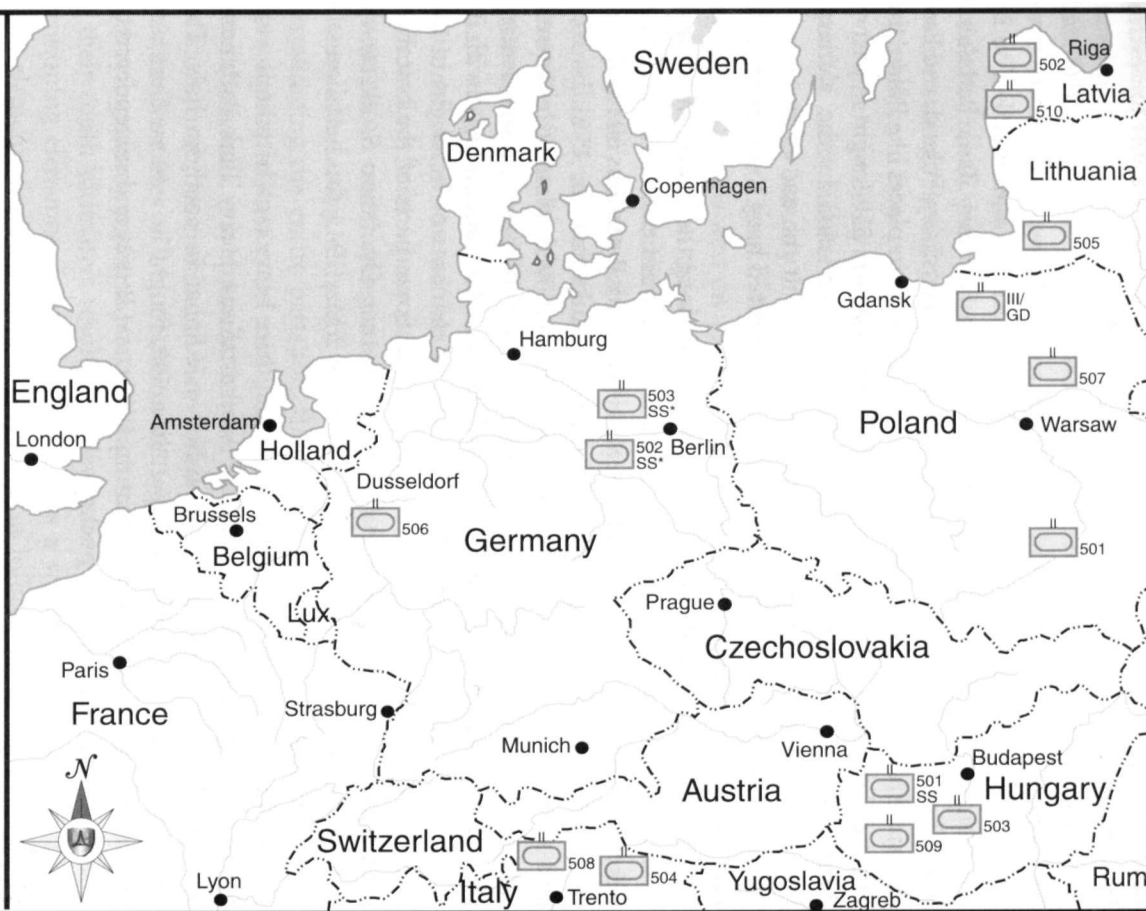 Sweden
502
Riga
510
Latvia
Denmark
Lithuania
Copenhagen
505
Gdansk
III/
GD
Hamburg
507
England
503
SS*
Poland
Amsterdam
Warsaw
London
Holland
502
SS*
Berlin
Dusseldorf
506
Brussels
Germany
501
Belgium
Lux
Prague
Czechoslovakia
Paris
France
Strasburg
Munich
Vienna
Budapest
N
501
SS
Hungary
Austria
503
Switzerland
509
508
504
Lyon
Italy
Trento
Yugoslavia
Zagreb
Rum